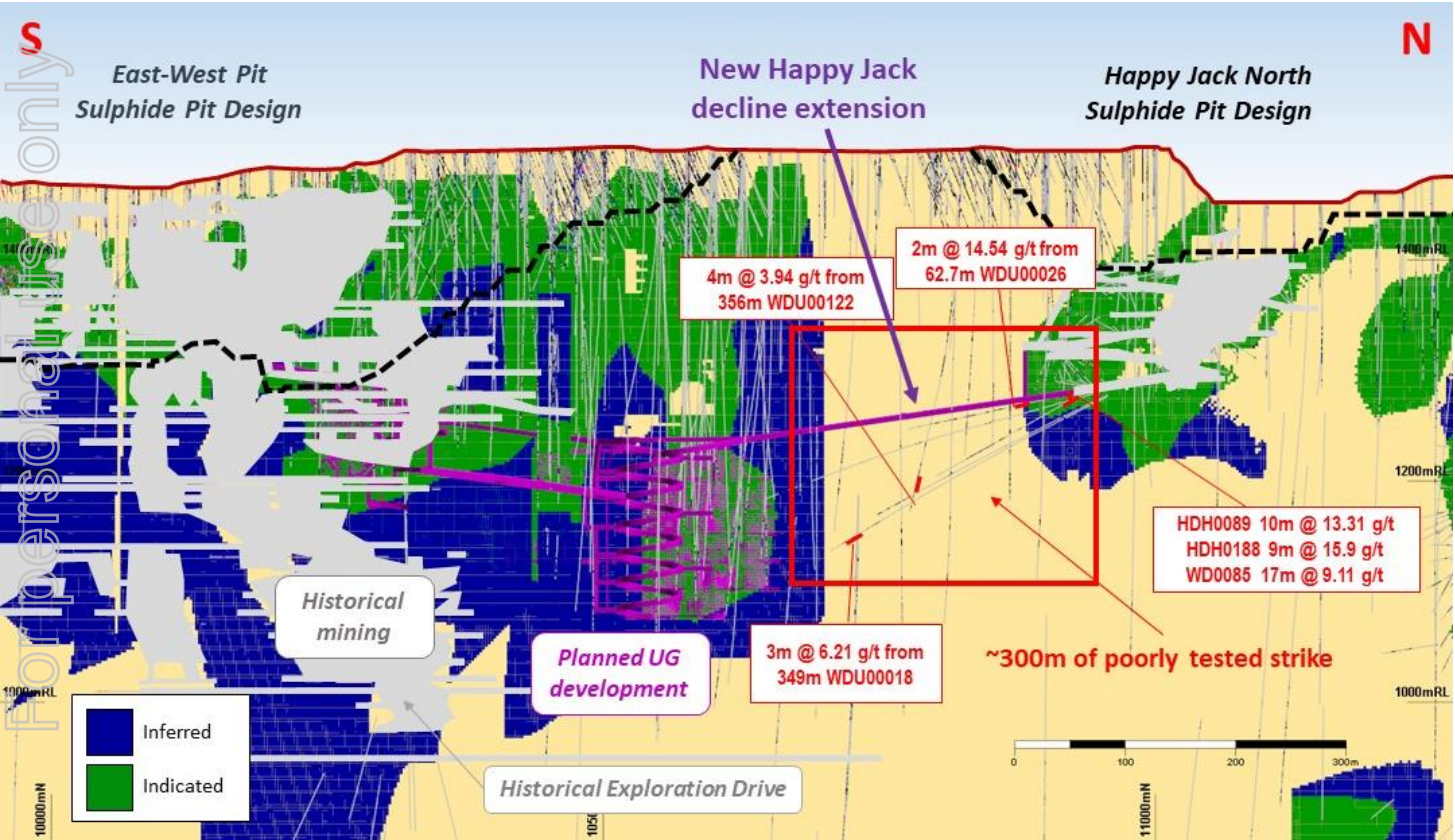 S
N
For personal use only
East-West Pit
Sulphide Pit Design
New Happy Jack
decline extension
Happy Jack North
Sulphide Pit Design
1400mRL
2m @ 14.54 g/t from
62.7m WDU00026
4m @ 3.94 g/t from
356m WDU00122
1200mRL
HDH0089 10m @ 13.31 g/t
HDH0188 9m @ 15.9 g/t
WD0085 17m @ 9.11 g/t
Historical
mining
Planned UG
development
3m @ 6.21 g/t from
349m WDU00018
~300m of poorly tested strike
1000mRL
1000mRL
Inferred
Indicated
Historical Exploration Drive
0 100 200 300m
10000mN
11000mN